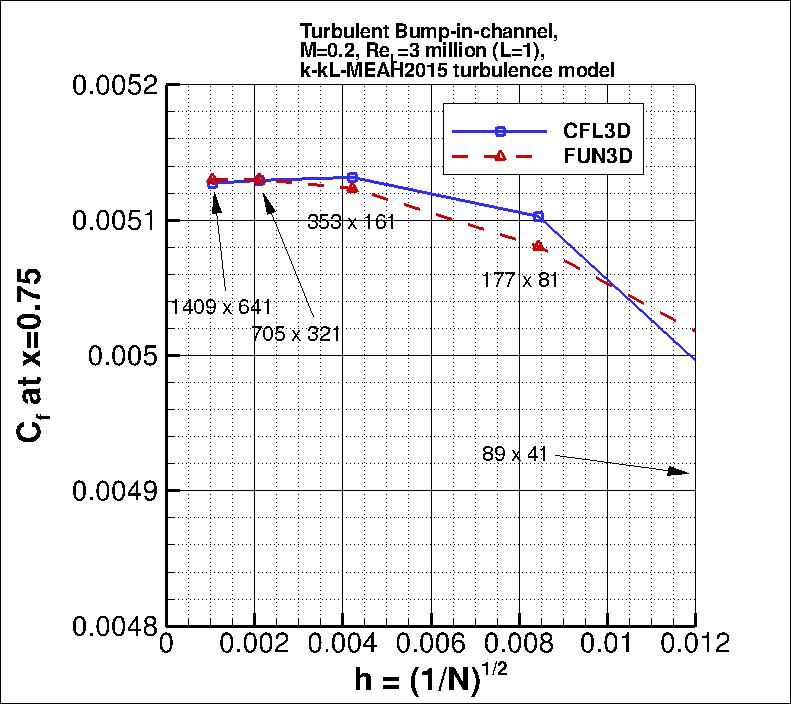 Turbulent Bump-in-channel,
M=0.2, ReL=3 million (L=1),
k-kL-MEAH2015 turbulence model
CFL3D
FUN3D
0.0052
0.0051
0.005
0.0049
0.0048
Cf at x=0.75
353 x 161
177 x 81
1409 x 641
705 x 321
89 x 41
0 0.002 0.004 0.006 0.008 0.01 0.012
h = (1/N)^1/2